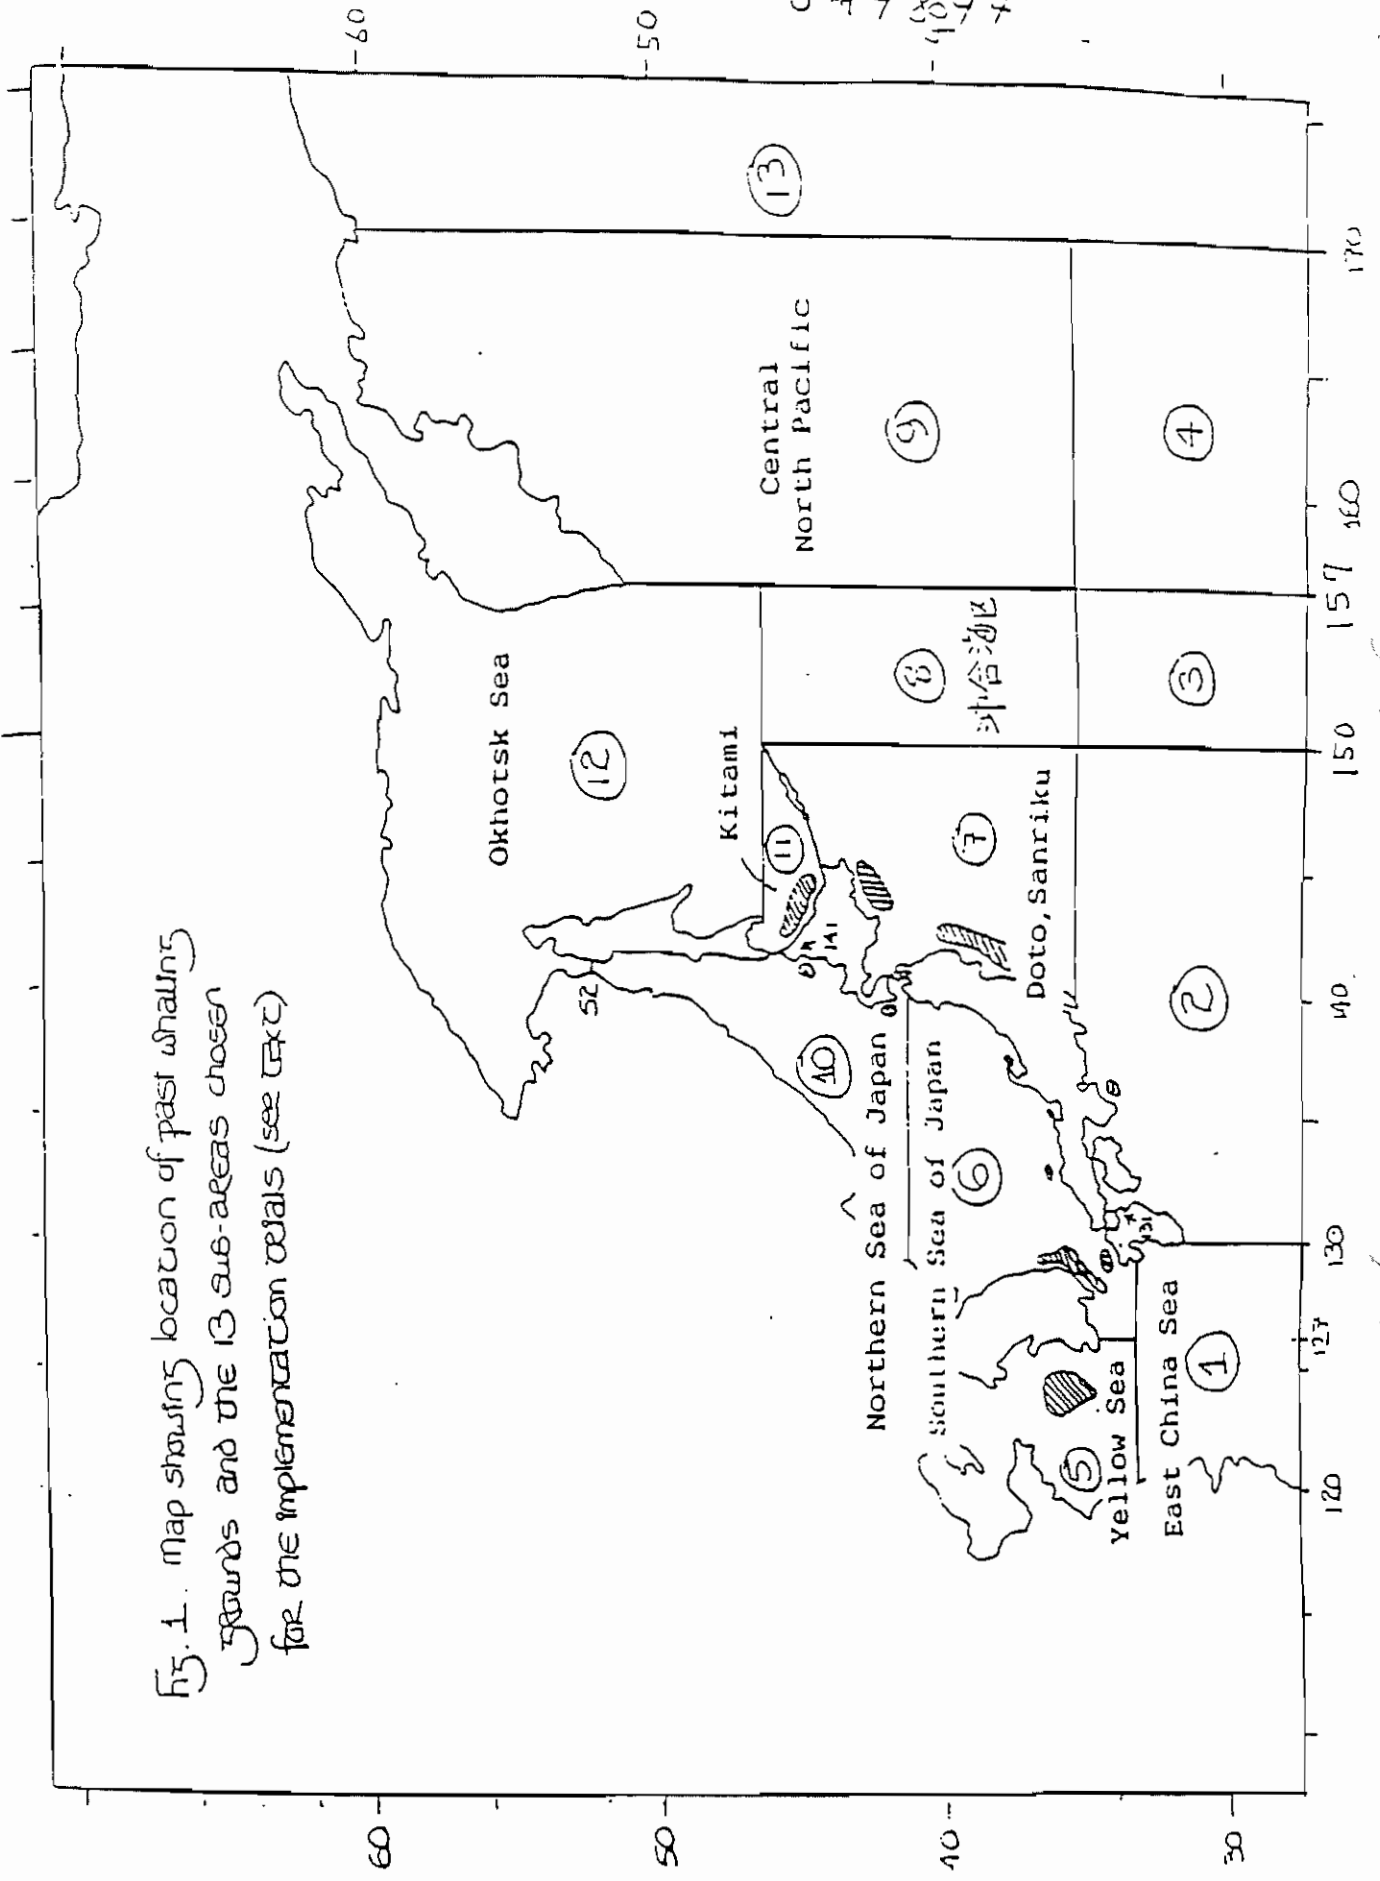 Fig. 1. Map showing location of past whaling
grounds and the 13 sub-areas chosen
for the implementation trials (see text)
60
50
60
50
40
30
13
Central
North Pacific
9
4
Okhotsk Sea
12
Kitami
11
8
沖合海区
3
7
Doto, Sanriku
2
52
141
10
Northern Sea of Japan
Southern Sea of Japan
6
131
5
Yellow Sea
East China Sea
1
120
127
130
140
150
157
160
170